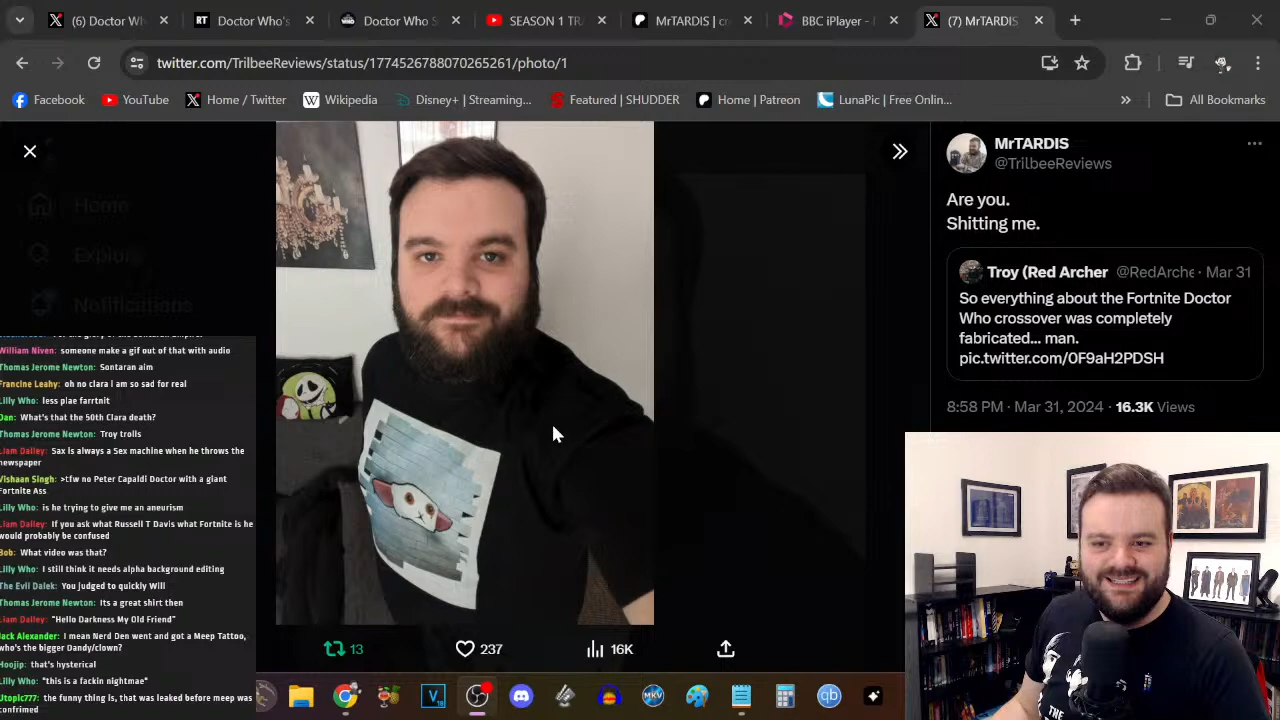 (6) Doctor Wh
Doctor Who's
Doctor Who S
SEASON 1 TR
MrTARDIS | cr
BBC iPlayer -
(7) MrTARDIS
twitter.com/TrilbeeReviews/status/1774526788070265261/photo/1
Facebook
YouTube
Home / Twitter
Wikipedia
Disney+ | Streaming...
Featured | SHUDDER
Home | Patreon
LunaPic | Free Onlin...
All Bookmarks
Home
Explore
Notifications
MrTARDIS
@TrilbeeReviews
Are you.
Shitting me.
Troy (Red Archer @RedArche · Mar 31
So everything about the Fortnite Doctor
Who crossover was completely
fabricated... man.
pic.twitter.com/0F9aH2PDSH
8:58 PM · Mar 31, 2024 · 16.3K Views
William Niven: someone make a gif out of that with audio
Thomas Jerome Newton: Sontaran aim
Francine Leahy: oh no clara i am so sad for real
Lilly Who: less plae farrtnit
Dan: What's that the 50th Clara death?
Thomas Jerome Newton: Troy trolls
Liam Dalley: Sax is always a Sex machine when he throws the
newspaper
Vishaan Singh: >tfw no Peter Capaldi Doctor with a giant
Fortnite Ass
Lilly Who: is he trying to give me an aneurism
Liam Dalley: If you ask what Russell T Davis what Fortnite is he
would probably be confused
Bob: What video was that?
Lilly Who: I still think it needs alpha background editing
The Evil Dalek: You judged to quickly Will
Thomas Jerome Newton: Its a great shirt then
Liam Dalley: "Hello Darkness My Old Friend"
Jack Alexander: I mean Nerd Den went and got a Meep Tattoo,
who's the bigger Dandy/clown?
Hoojip: that's hysterical
Lilly Who: "this is a fackin nightmae"
Utopic777: the funny thing is, that was leaked before meep was
confrimed
13
237
16K